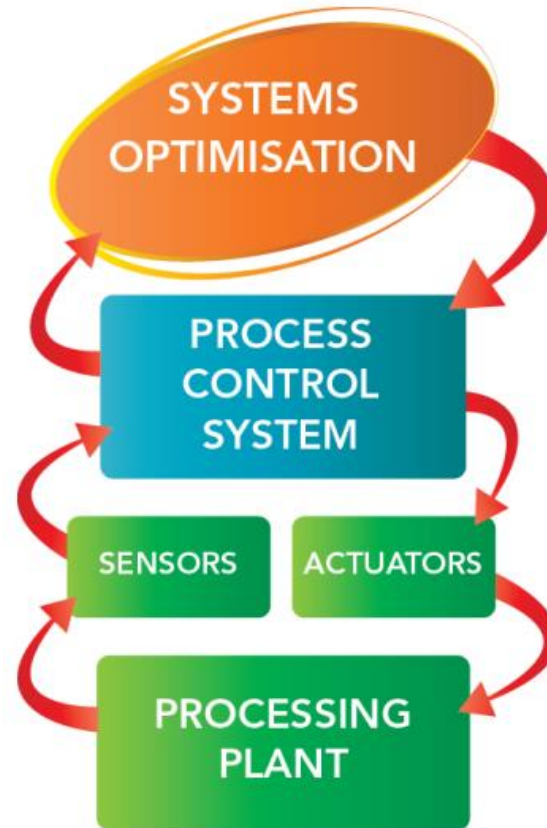 SYSTEMS
OPTIMISATION
PROCESS
CONTROL
SYSTEM
SENSORS
ACTUATORS
PROCESSING
PLANT